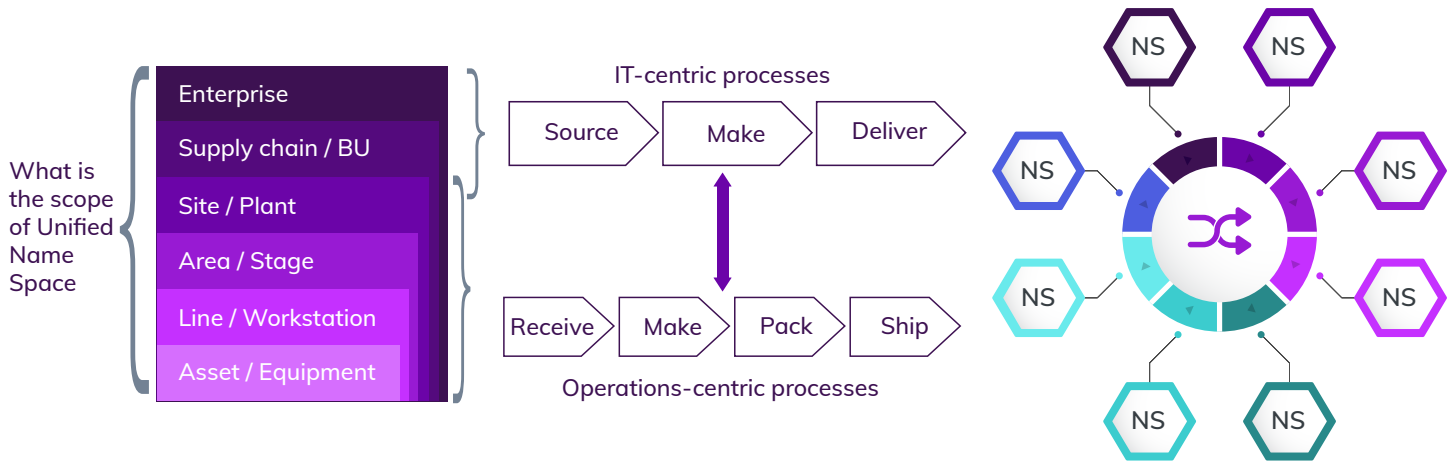 What is
the scope
of Unified
Name
Space
Enterprise
Supply chain / BU
Site / Plant
Area / Stage
Line / Workstation
Asset / Equipment
IT-centric processes
Source
Make
Deliver
Receive
Make
Pack
Ship
Operations-centric processes
NS
NS
NS
NS
NS
NS
NS
NS